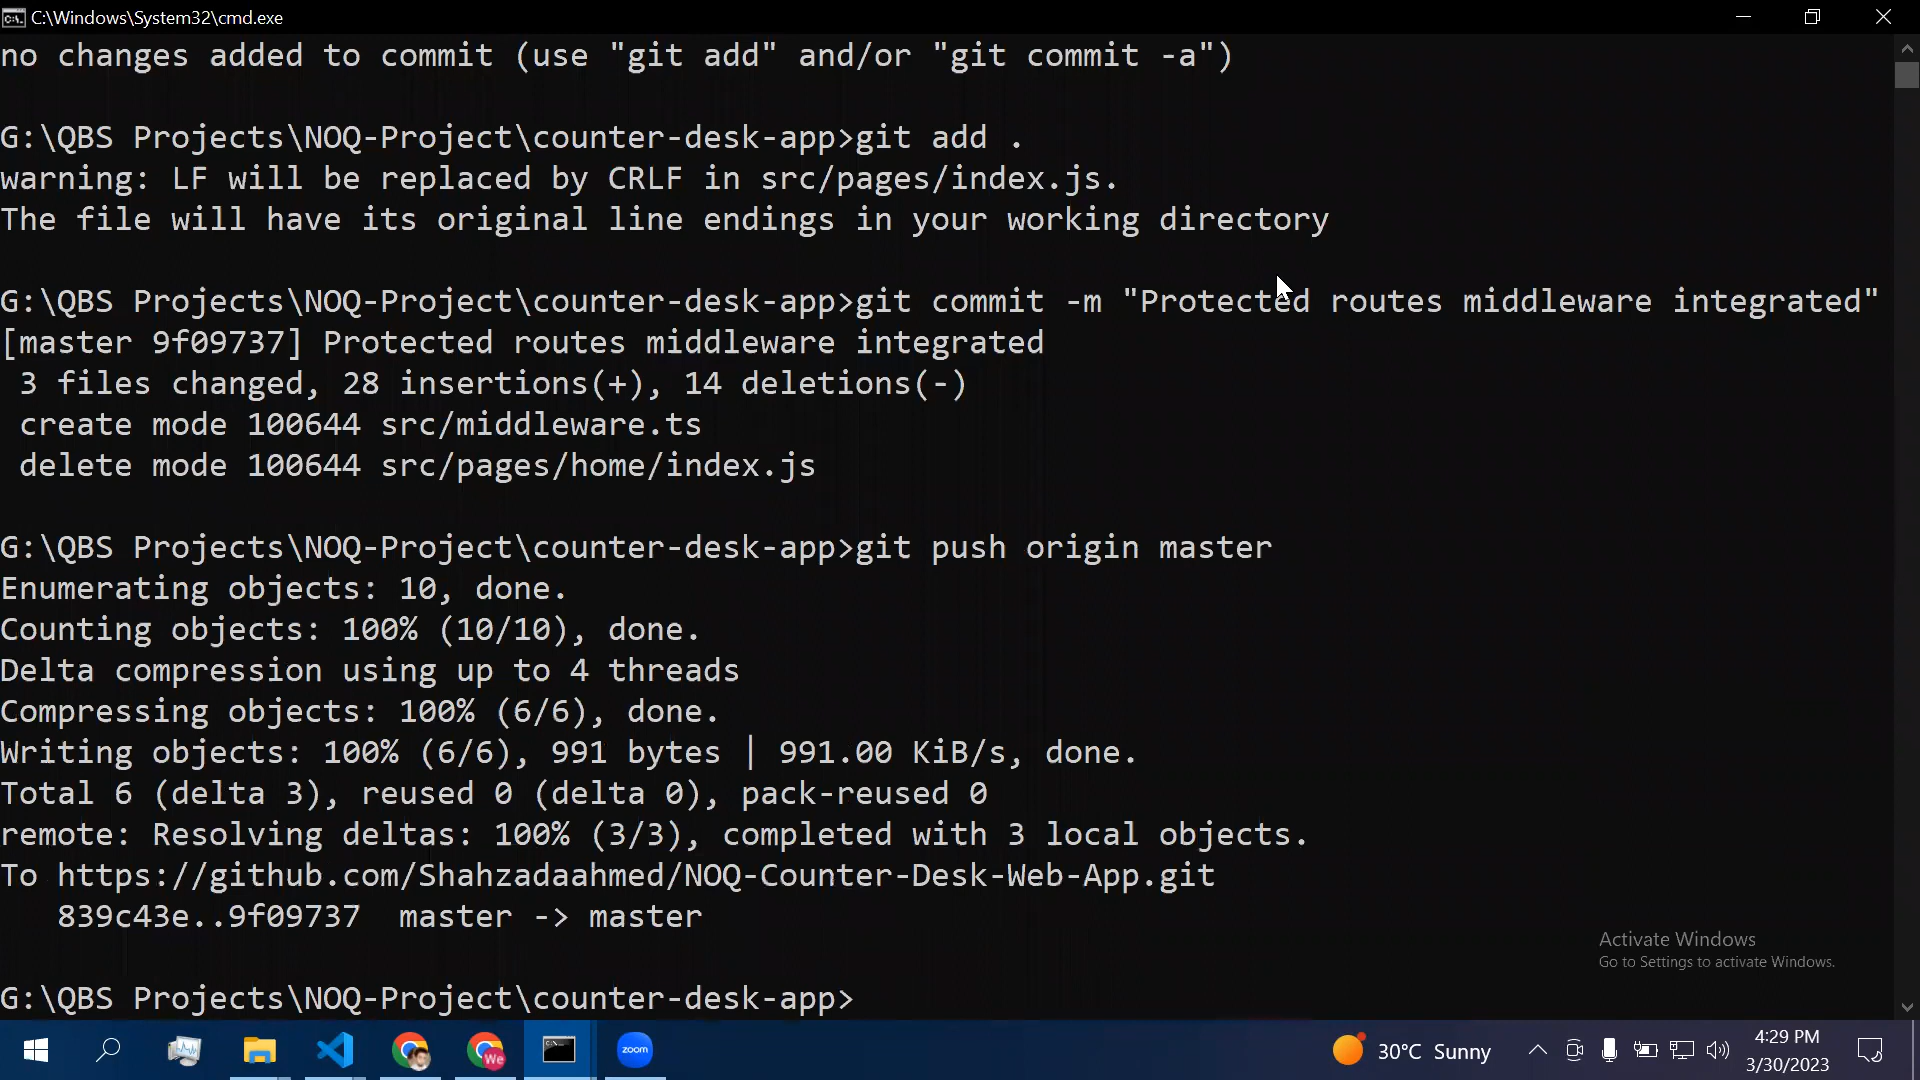 C:\Windows\System32\cmd.exe
no changes added to commit (use "git add" and/or "git commit -a")
G:\QBS Projects\NOQ-Project\counter-desk-app>git add .
warning: LF will be replaced by CRLF in src/pages/index.js.
The file will have its original line endings in your working directory
G:\QBS Projects\NOQ-Project\counter-desk-app>git commit -m "Protected routes middleware integrated"
[master 9f09737] Protected routes middleware integrated
 3 files changed, 28 insertions(+), 14 deletions(-)
 create mode 100644 src/middleware.ts
 delete mode 100644 src/pages/home/index.js
G:\QBS Projects\NOQ-Project\counter-desk-app>git push origin master
Enumerating objects: 10, done.
Counting objects: 100% (10/10), done.
Delta compression using up to 4 threads
Compressing objects: 100% (6/6), done.
Writing objects: 100% (6/6), 991 bytes | 991.00 KiB/s, done.
Total 6 (delta 3), reused 0 (delta 0), pack-reused 0
remote: Resolving deltas: 100% (3/3), completed with 3 local objects.
To https://github.com/Shahzadaahmed/NOQ-Counter-Desk-Web-App.git
   839c43e..9f09737  master -> master
Activate Windows
Go to Settings to activate Windows.
G:\QBS Projects\NOQ-Project\counter-desk-app>
We
zoom
30°C Sunny
4:29 PM
3/30/2023